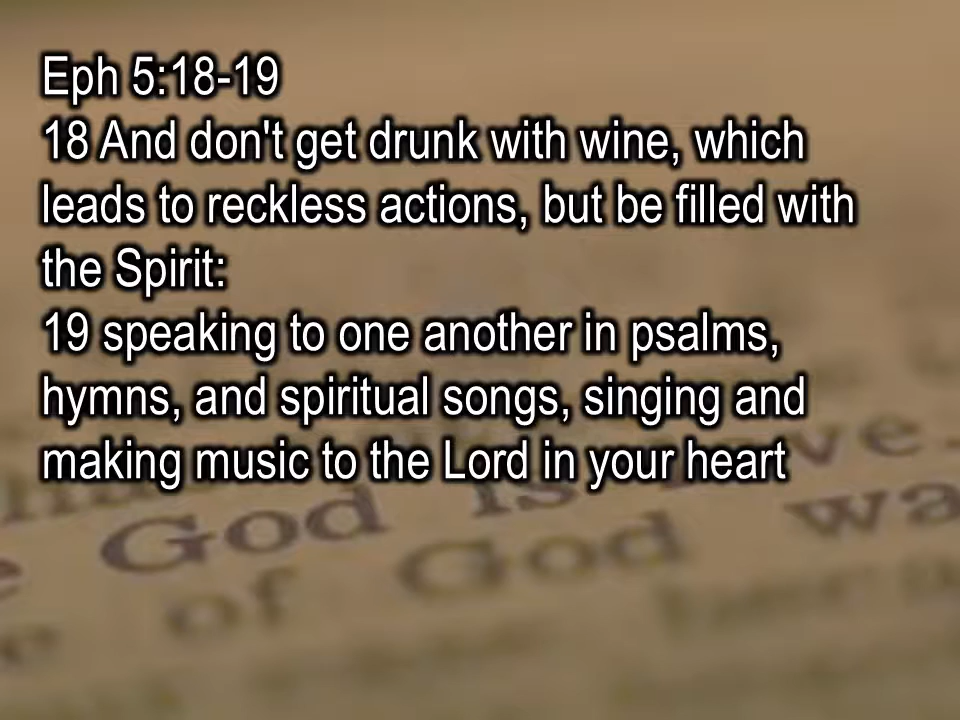 Eph 5:18-19
18 And don't get drunk with wine, which
leads to reckless actions, but be filled with
the Spirit:
19 speaking to one another in psalms,
hymns, and spiritual songs, singing and
making music to the Lord in your heart
God is
of God wa